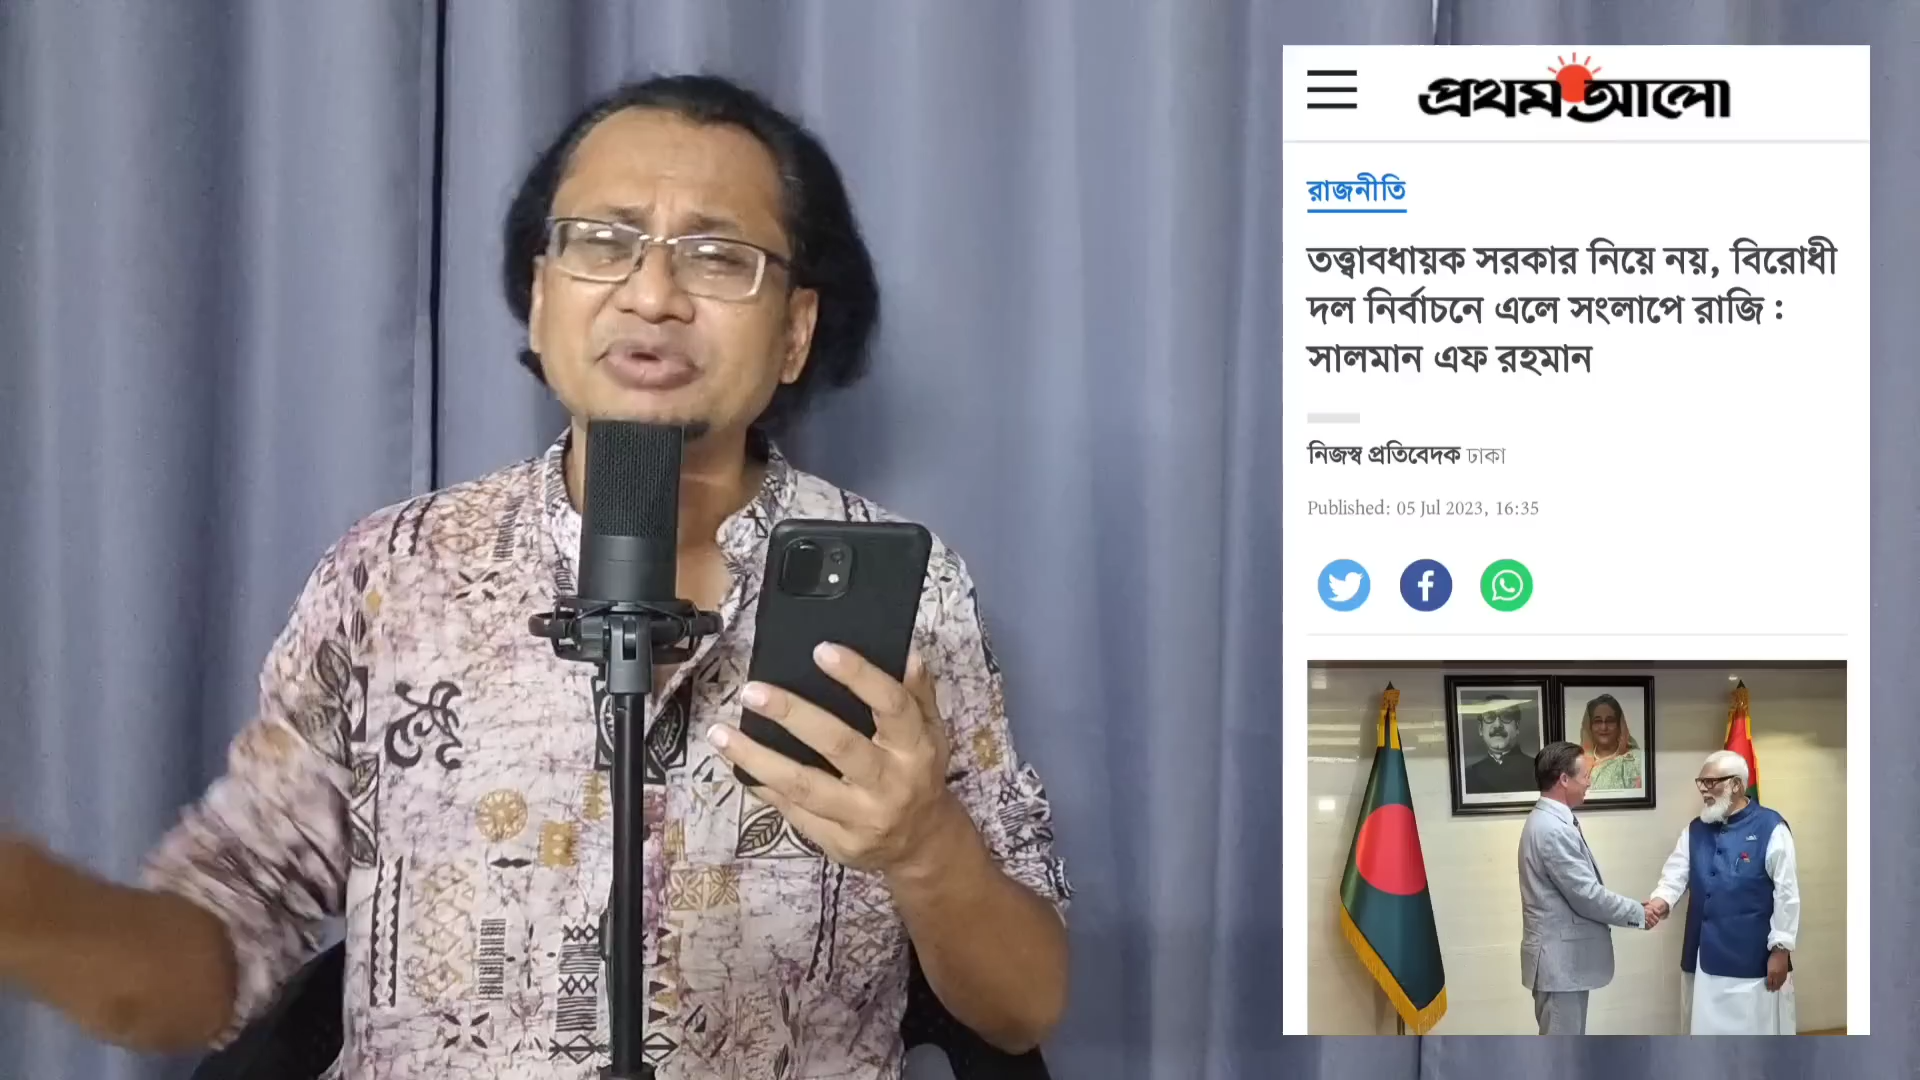 প্রথম আলো
রাজনীতি
তত্ত্বাবধায়ক সরকার নিয়ে নয়, বিরোধী
দল নির্বাচনে এলে সংলাপে রাজি :
সালমান এফ রহমান
নিজস্ব প্রতিবেদক ঢাকা
Published: 05 Jul 2023, 16:35